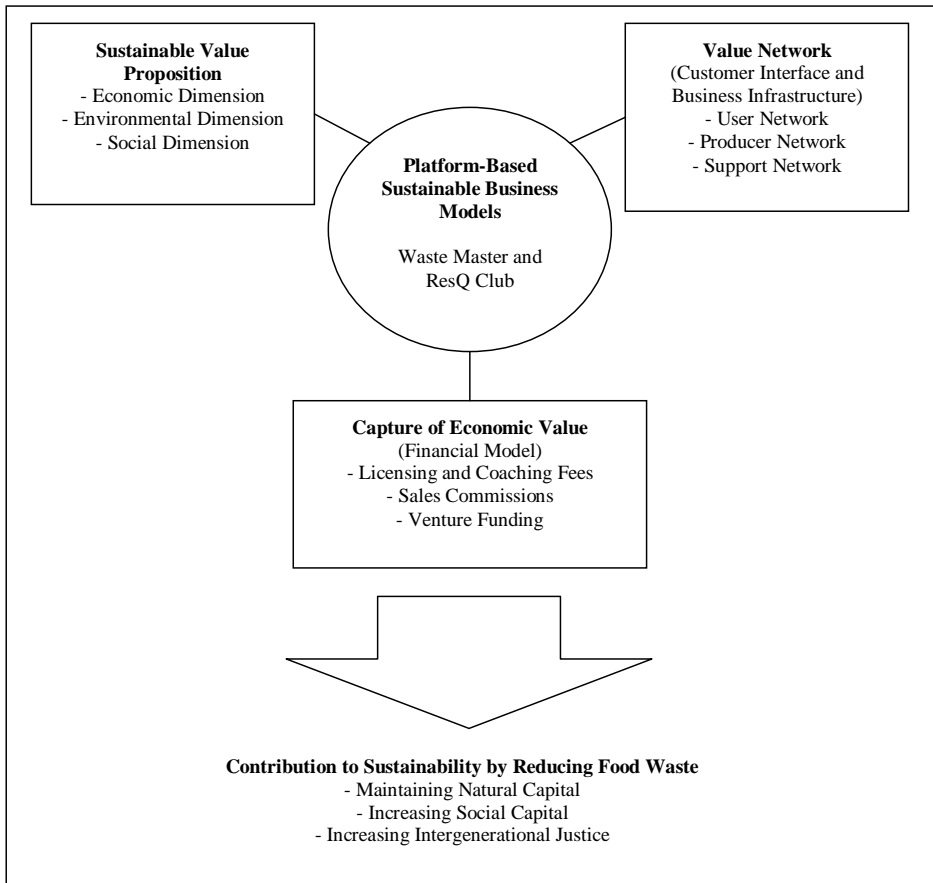 Sustainable Value
Proposition
- Economic Dimension
- Environmental Dimension
- Social Dimension
Value Network
(Customer Interface and
Business Infrastructure)
- User Network
- Producer Network
- Support Network
Platform-Based
Sustainable Business
Models
Waste Master and
ResQ Club
Capture of Economic Value
(Financial Model)
- Licensing and Coaching Fees
- Sales Commissions
- Venture Funding
Contribution to Sustainability by Reducing Food Waste
- Maintaining Natural Capital
- Increasing Social Capital
- Increasing Intergenerational Justice